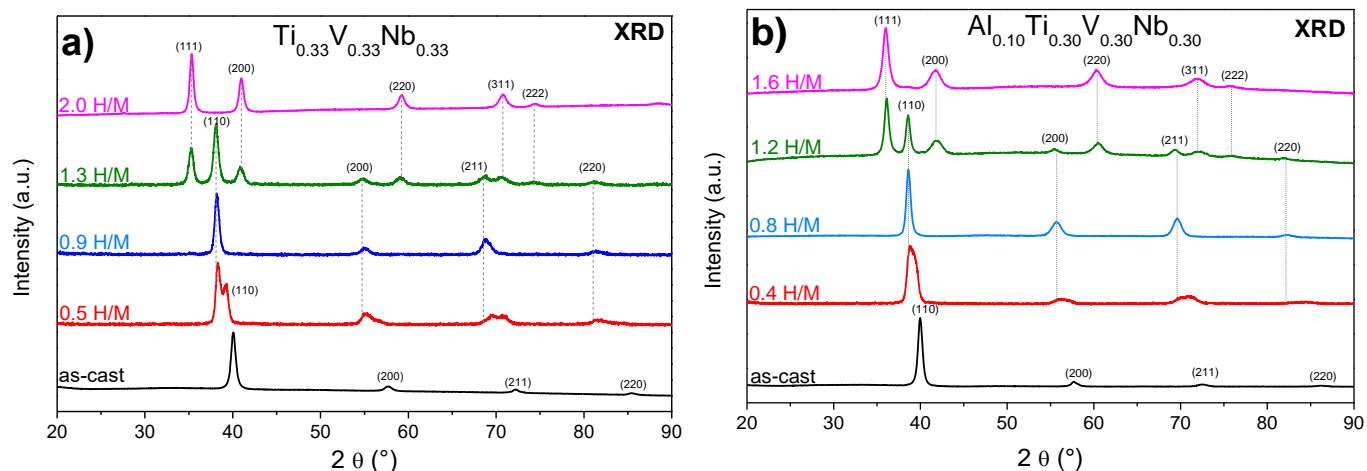 a) Ti0.33V0.33Nb0.33 XRD
(111)
(200)
(220)
(311)
(222)
2.0 H/M
(110)
1.3 H/M
(200)
(211)
(220)
0.9 H/M
(110)
0.5 H/M
as-cast
(200)
(211)
(220)
20 30 40 50 60 70 80 90
2 θ (°)
Intensity (a.u.)
b) Al0.10Ti0.30V0.30Nb0.30 XRD
(111)
(200)
(220)
(311)
(222)
1.6 H/M
(110)
1.2 H/M
(200)
(211)
(220)
0.8 H/M
0.4 H/M
(110)
as-cast
(200)
(211)
(220)
20 30 40 50 60 70 80 90
2 θ (°)
Intensity (a.u.)